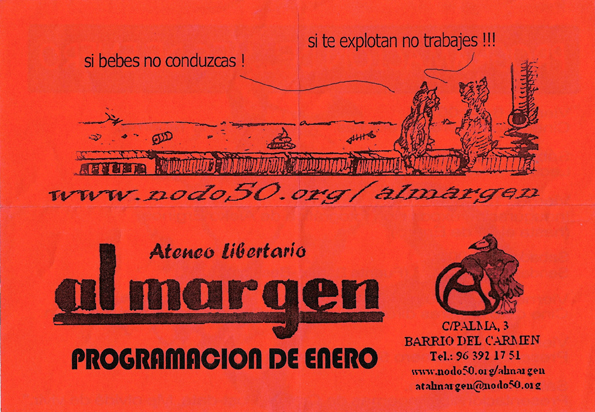 si te explotan no trabajes !!!
si bebes no conduzcas !
www.nodo50.org/almargen
Ateneo Libertario
al margen
PROGRAMACION DE ENERO
C/PALMA, 3
BARRIO DEL CARMEN
Tel.: 96 392 17 51
www.nodo50.org/almargen
atalmargen@nodo50.org